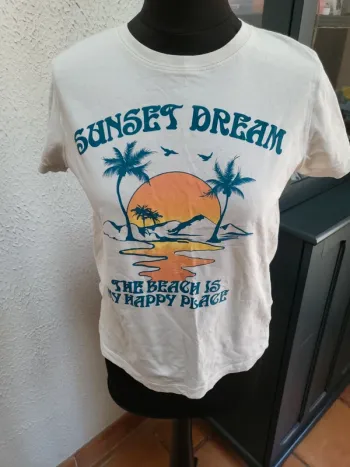 SUNSET DREAM
THE BEACH IS
MY HAPPY PLACE